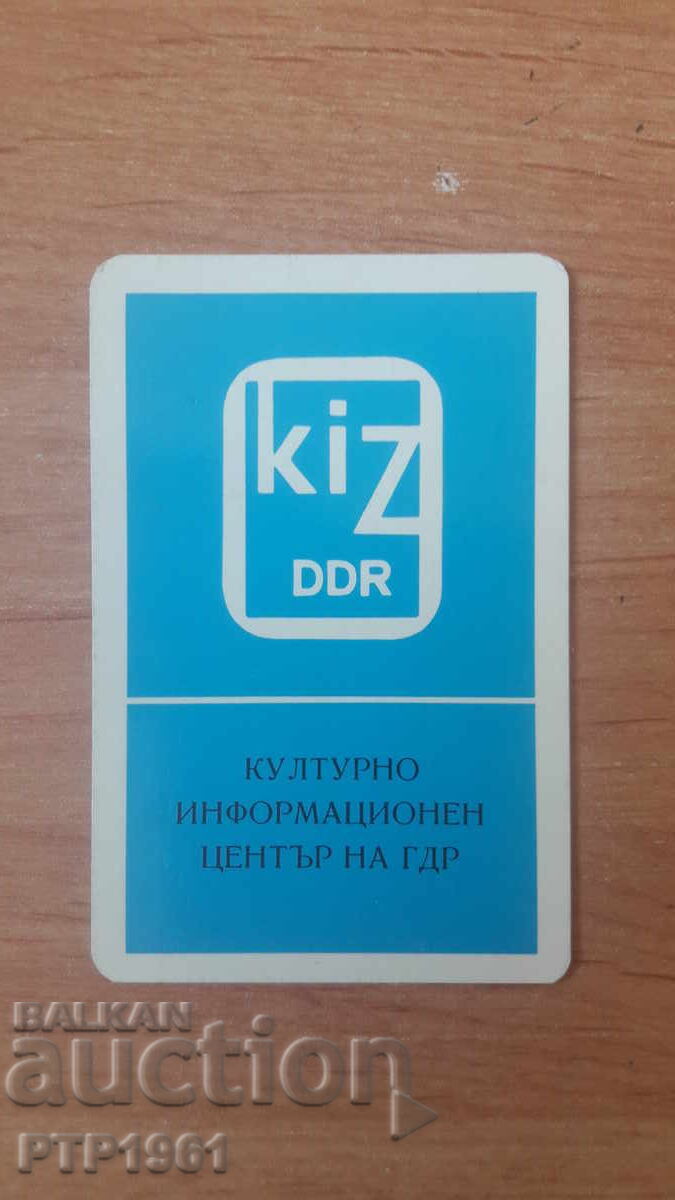 kiz
DDR
КУЛТУРНО
ИНФОРМАЦИОНЕН
ЦЕНТЪР НА ГДР
BALKAN
auction
PTP1961